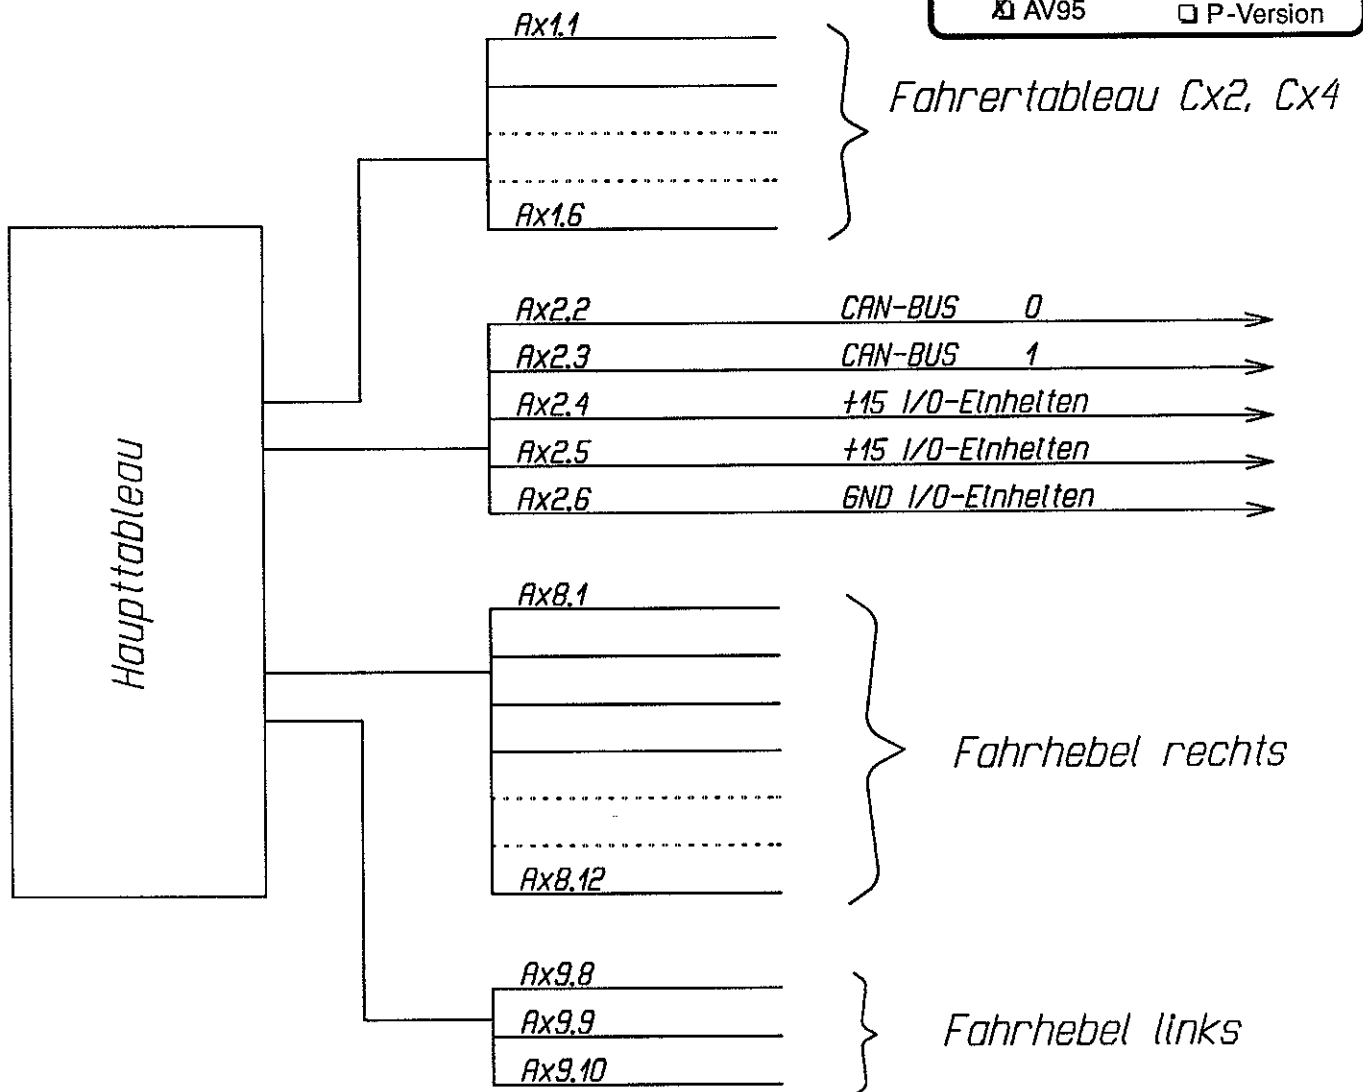 AV95 P-Version
Ax1.1
Fahrertableau Cx2, Cx4
Ax1.6
Ax2.2 CAN-BUS 0
Ax2.3 CAN-BUS 1
Ax2.4 +15 I/O-Einheiten
Ax2.5 +15 I/O-Einheiten
Ax2.6 GND I/O-Einheiten
Haupttableau
Ax8.1
Fahrhebel rechts
Ax8.12
Ax9.8
Ax9.9 Fahrhebel links
Ax9.10